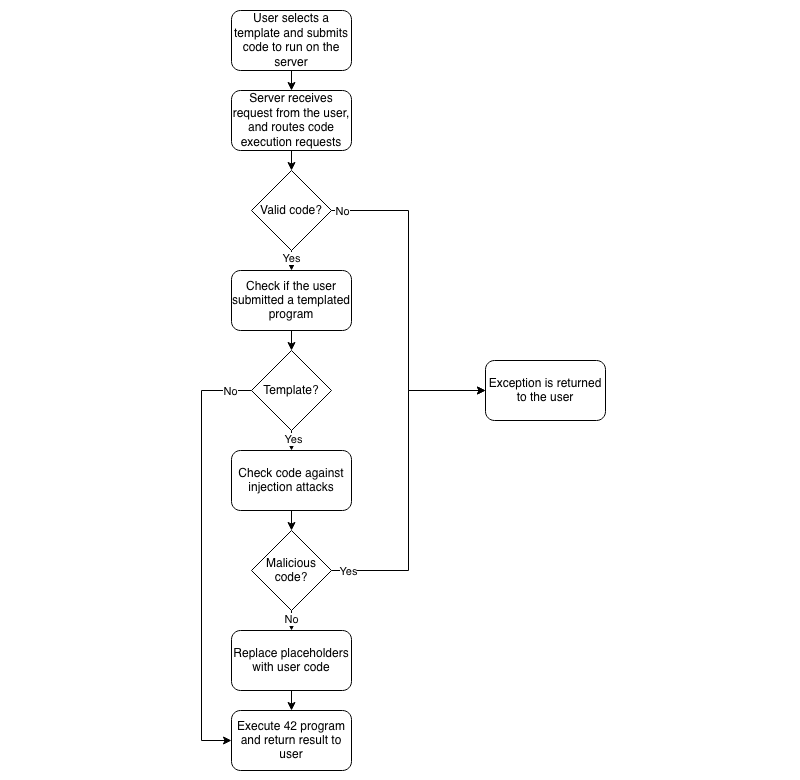 User selects a
template and submits
code to run on the
server
Server receives
request from the user,
and routes code
execution requests
Valid code?
No
Yes
Check if the user
submitted a templated
program
Template?
No
Yes
Exception is returned
to the user
Check code against
injection attacks
Malicious
code?
Yes
No
Replace placeholders
with user code
Execute 42 program
and return result to
user